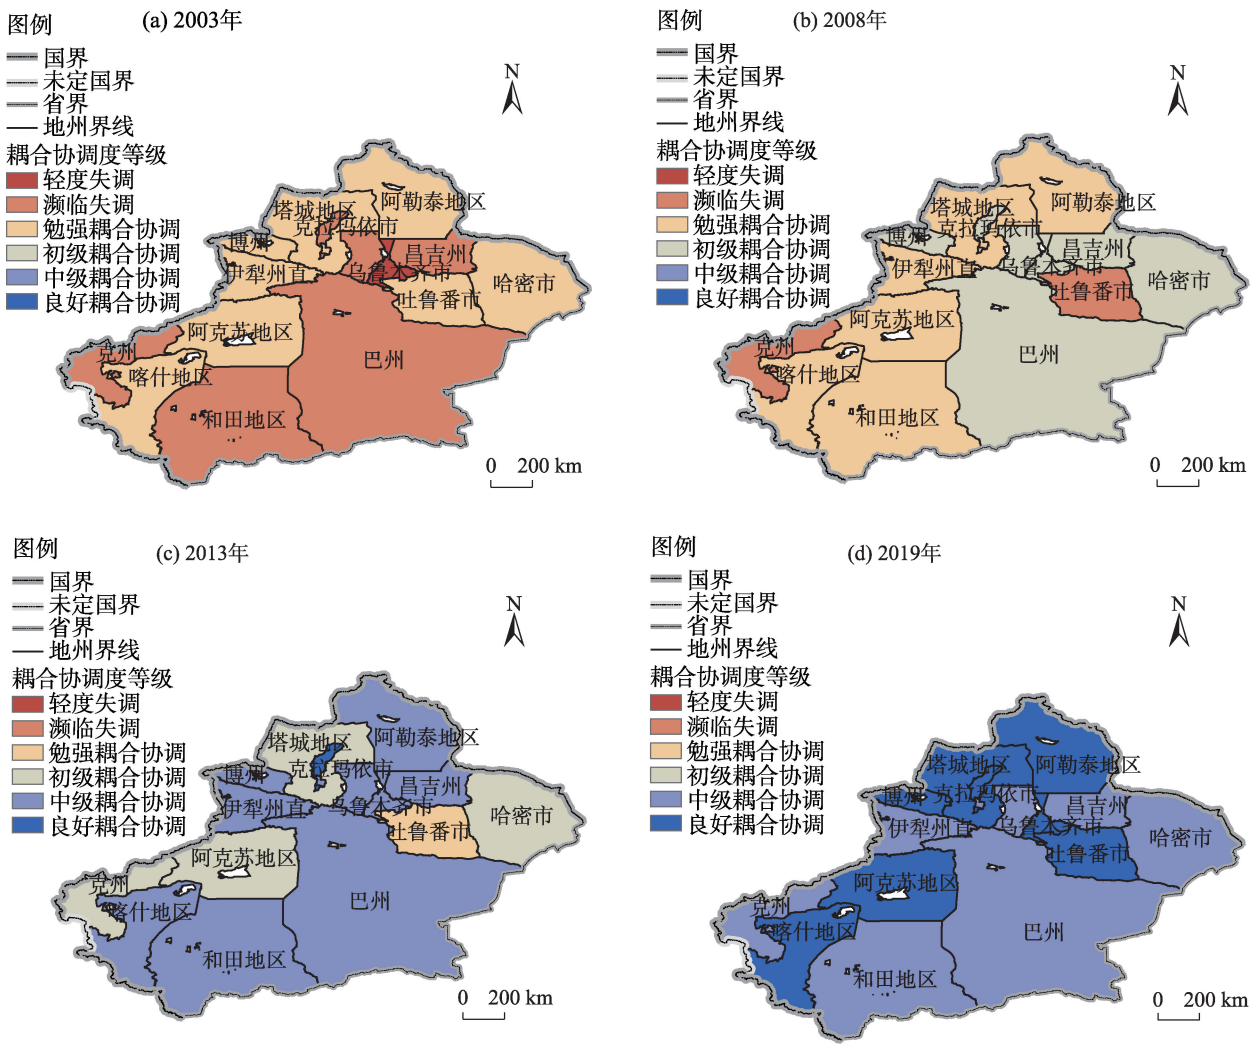 图例
(a) 2003年
国界
未定国界
省界
地州界线
耦合协调度等级
轻度失调
濒临失调
勉强耦合协调
初级耦合协调
中级耦合协调
良好耦合协调
N
阿勒泰地区
塔城地区
克拉玛依市
博州
昌吉州
伊犁州直
乌鲁木齐市
哈密市
吐鲁番市
阿克苏地区
克州
巴州
喀什地区
和田地区
0 200 km
图例
(b) 2008年
国界
未定国界
省界
地州界线
耦合协调度等级
轻度失调
濒临失调
勉强耦合协调
初级耦合协调
中级耦合协调
良好耦合协调
N
阿勒泰地区
塔城地区
克拉玛依市
博州
昌吉州
伊犁州直
乌鲁木齐市
哈密市
吐鲁番市
阿克苏地区
克州
巴州
喀什地区
和田地区
0 200 km
图例
(c) 2013年
国界
未定国界
省界
地州界线
耦合协调度等级
轻度失调
濒临失调
勉强耦合协调
初级耦合协调
中级耦合协调
良好耦合协调
N
阿勒泰地区
塔城地区
克拉玛依市
博州
昌吉州
伊犁州直
乌鲁木齐市
哈密市
吐鲁番市
阿克苏地区
克州
巴州
喀什地区
和田地区
0 200 km
图例
(d) 2019年
国界
未定国界
省界
地州界线
耦合协调度等级
轻度失调
濒临失调
勉强耦合协调
初级耦合协调
中级耦合协调
良好耦合协调
N
阿勒泰地区
塔城地区
克拉玛依市
博州
昌吉州
伊犁州直
乌鲁木齐市
哈密市
吐鲁番市
阿克苏地区
克州
巴州
喀什地区
和田地区
0 200 km